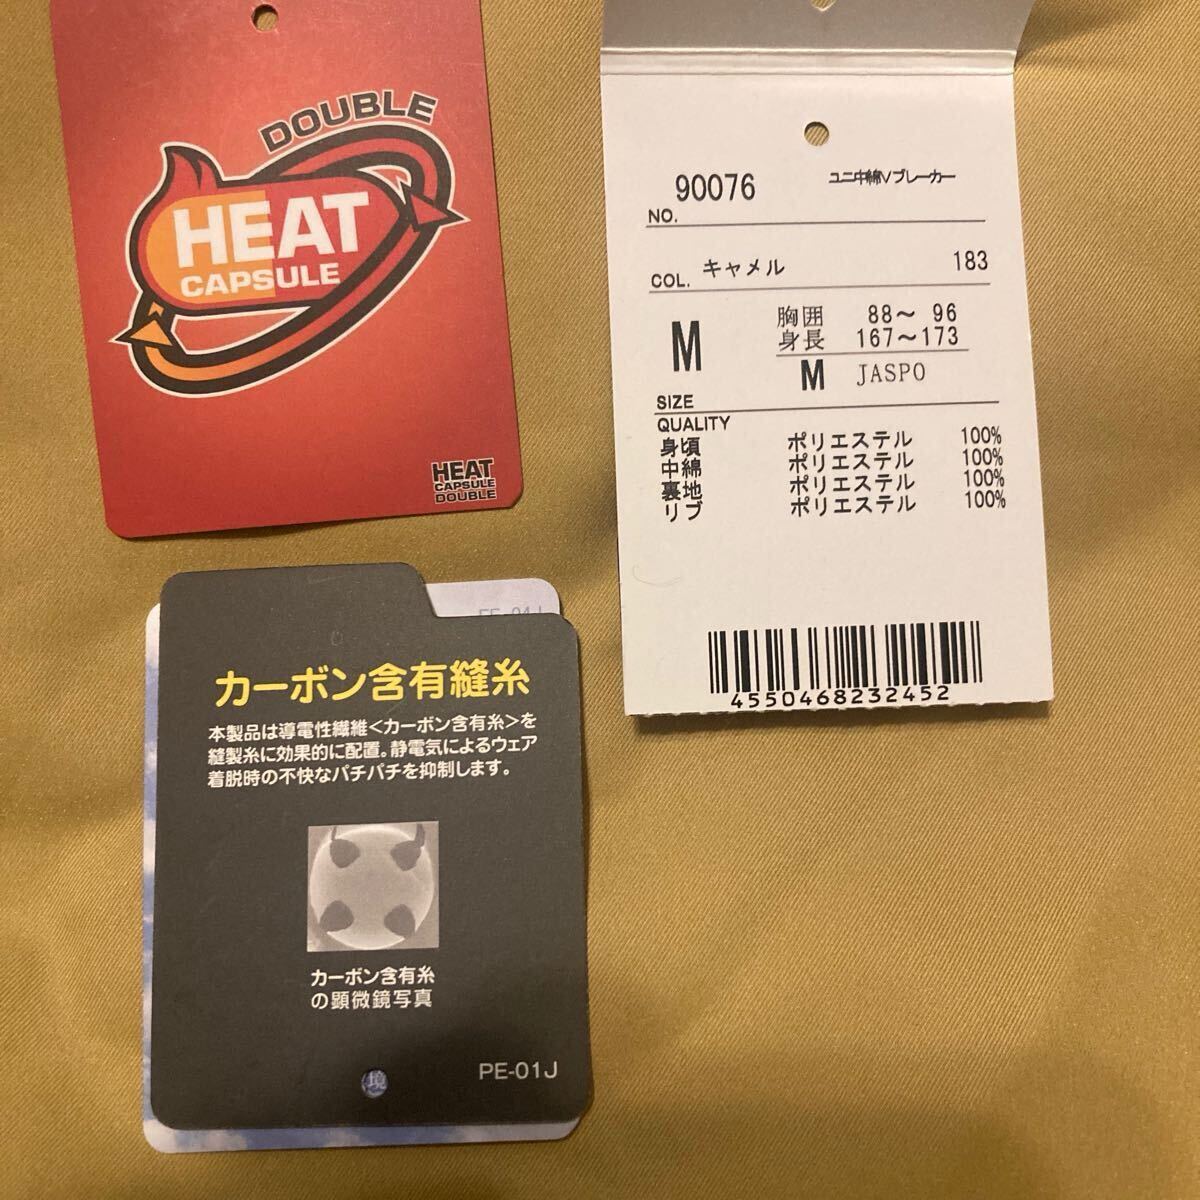 DOUBLE
HEAT
CAPSULE
HEAT
CAPSULE
DOUBLE
90076 ユニ中綿Vブレーカー
NO.
COL. キャメル 183
M 胸囲 88～ 96
身長 167～173
M JASPO
SIZE
QUALITY
身頃 ポリエステル 100%
中綿 ポリエステル 100%
裏地 ポリエステル 100%
リブ ポリエステル 100%
4550468232452
カーボン含有縫糸
本製品は導電性繊維<カーボン含有糸>を
縫製糸に効果的に配置。静電気によるウェア
着脱時の不快なパチパチを抑制します。
カーボン含有糸
の顕微鏡写真
PE-01J
境